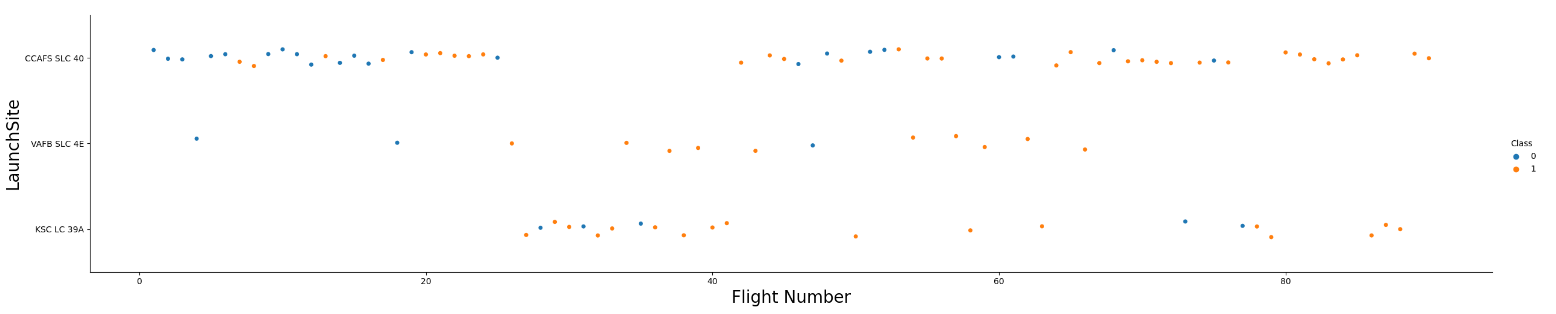 LaunchSite
CCAFS SLC 40
VAFB SLC 4E
KSC LC 39A
0 20 40 60 80
Flight Number
Class
0
1